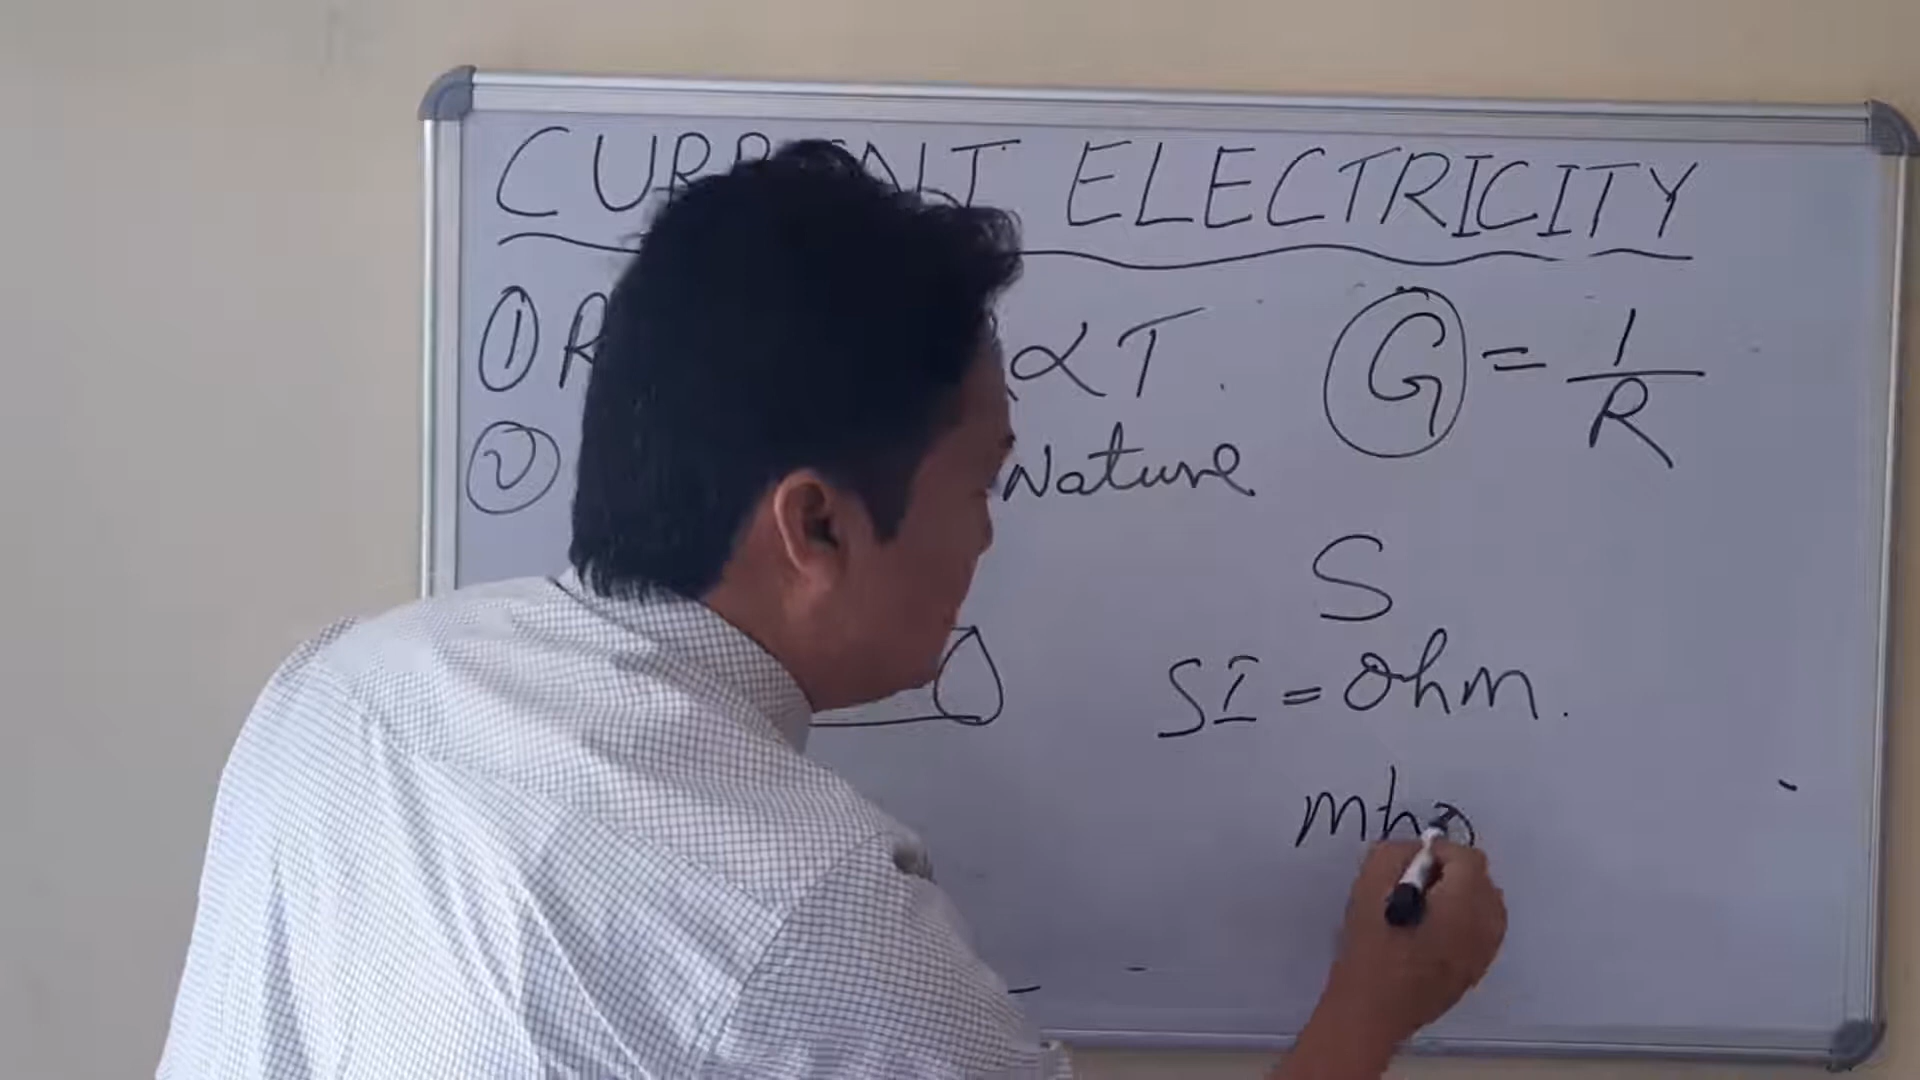 CURRENT ELECTRICITY
① R ∝ T. G = 1/R
② Nature
S
SI = Ohm.
mho